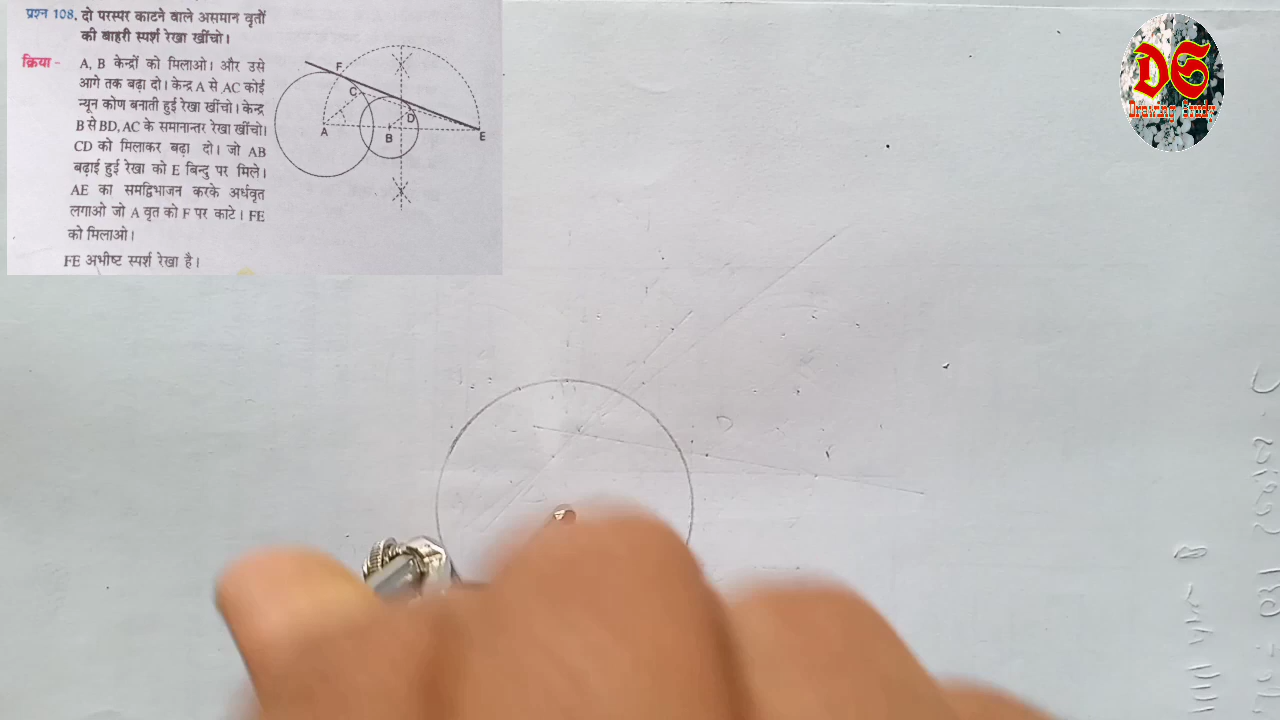 प्रश्न 108. दो परस्पर काटने वाले असमान वृतों
की बाहरी स्पर्श रेखा खींचो।
क्रिया - A, B केन्द्रों को मिलाओ। और उसे
आगे तक बढ़ा दो। केन्द्र A से AC कोई
न्यून कोण बनाती हुई रेखा खींचो। केन्द्र
B से BD, AC के समानान्तर रेखा खींचो।
CD को मिलाकर बढ़ा दो। जो AB
बढ़ाई हुई रेखा को E बिन्दु पर मिले।
AE का समद्विभाजन करके अर्धवृत
लगाओ जो A वृत को F पर काटे। FE
को मिलाओ।
FE अभीष्ट स्पर्श रेखा है।
F
C
D
A
B
E
DS
Drawing Study